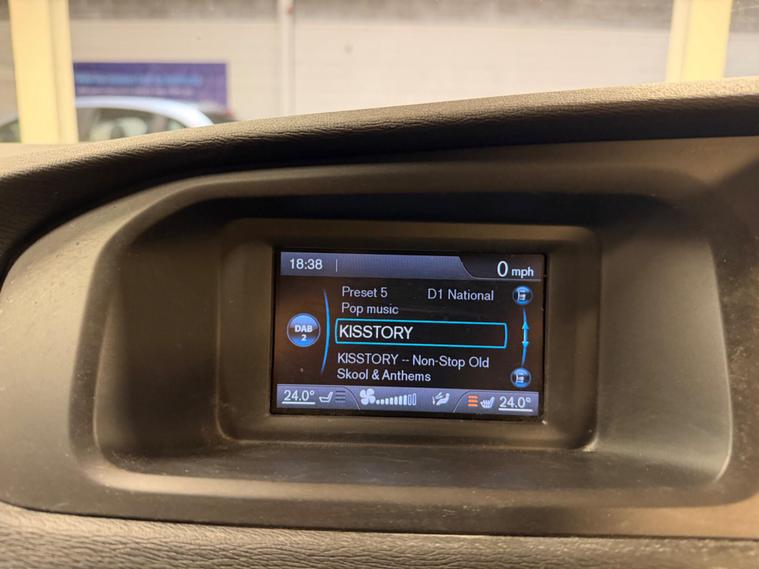 18:38
0 mph
Preset 5 D1 National
Pop music
DAB
2
KISSTORY
KISSTORY -- Non-Stop Old
Skool & Anthems
24.0°
24.0°